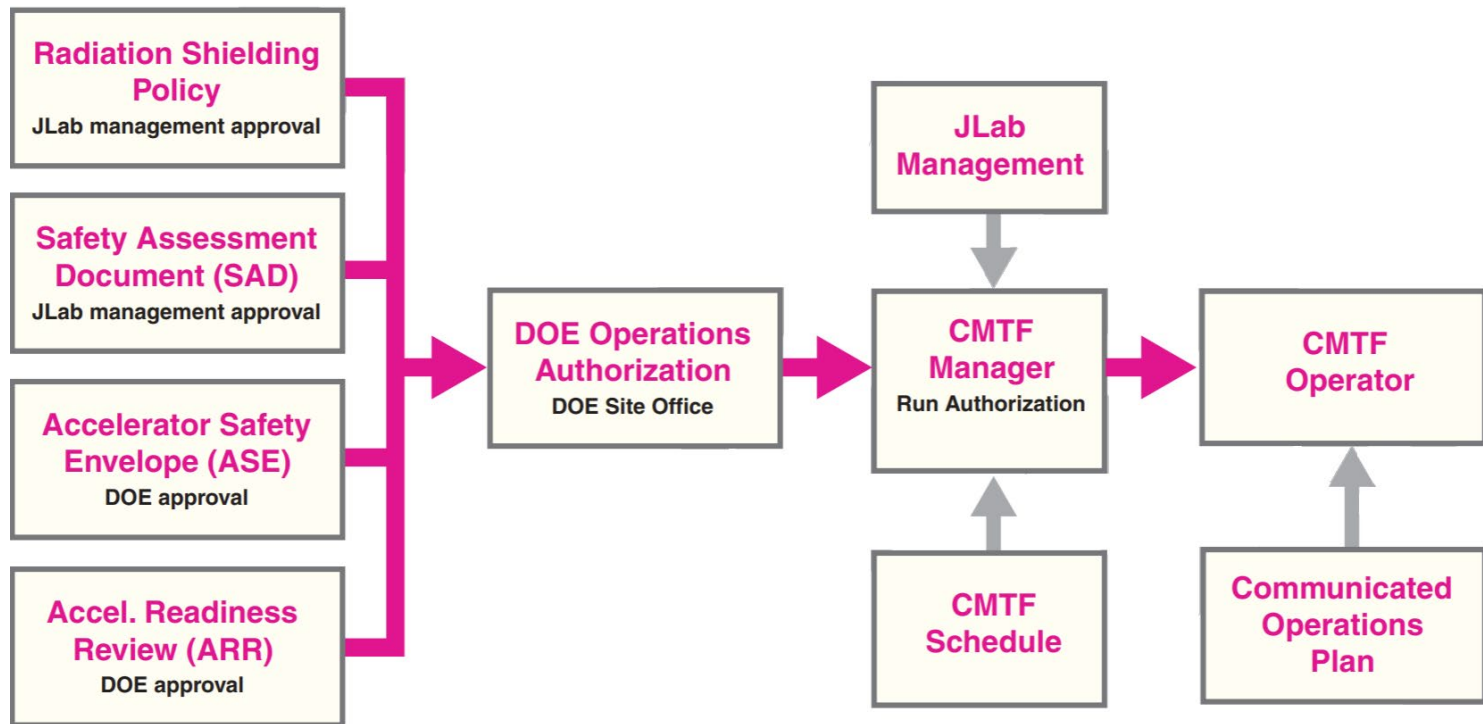 Radiation Shielding
Policy
JLab management approval
Safety Assessment
Document (SAD)
JLab management approval
Accelerator Safety
Envelope (ASE)
DOE approval
Accel. Readiness
Review (ARR)
DOE approval
DOE Operations
Authorization
DOE Site Office
JLab
Management
CMTF
Manager
Run Authorization
CMTF
Schedule
CMTF
Operator
Communicated
Operations
Plan